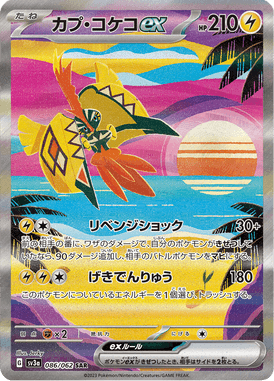 たね
カプ・コケコex
HP 210
リベンジショック 30+
前の相手の番に、ワザのダメージで、自分のポケモンがきぜつして
いたなら、90ダメージ追加し、相手のバトルポケモンをマヒにする。
げきでんりゅう 180
このポケモンについているエネルギーを1個選び、トラッシュする。
弱点 ×2 抵抗力 にげる
exルール
ポケモンexがきぜつしたとき、相手はサイドを2枚とる。
sv3a 086/062 SAR
©2023 Pokémon/Nintendo/Creatures/GAME FREAK.